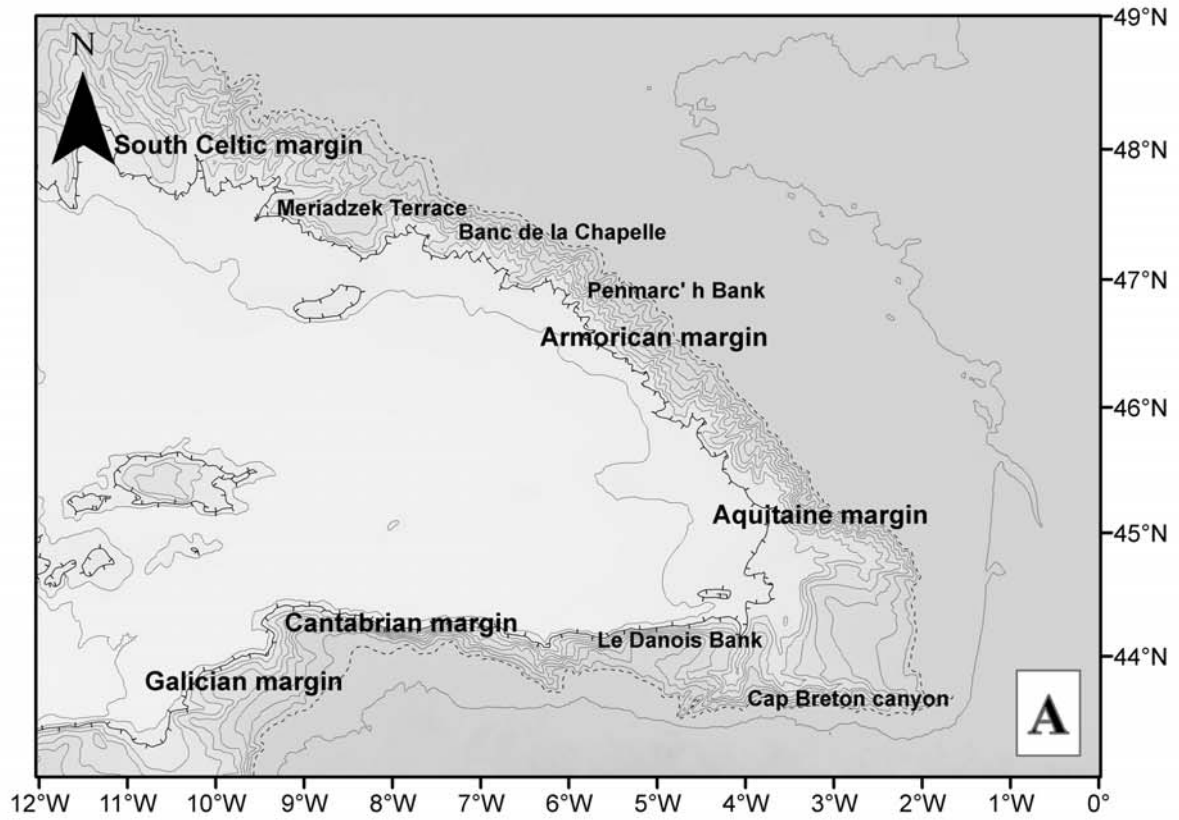 49°N
N
South Celtic margin
48°N
Meriadzek Terrace
Banc de la Chapelle
47°N
Penmarc' h Bank
Armorican margin
46°N
Aquitaine margin
45°N
Cantabrian margin
Le Danois Bank
44°N
Galician margin
Cap Breton canyon
A
12°W 11°W 10°W 9°W 8°W 7°W 6°W 5°W 4°W 3°W 2°W 1°W 0°